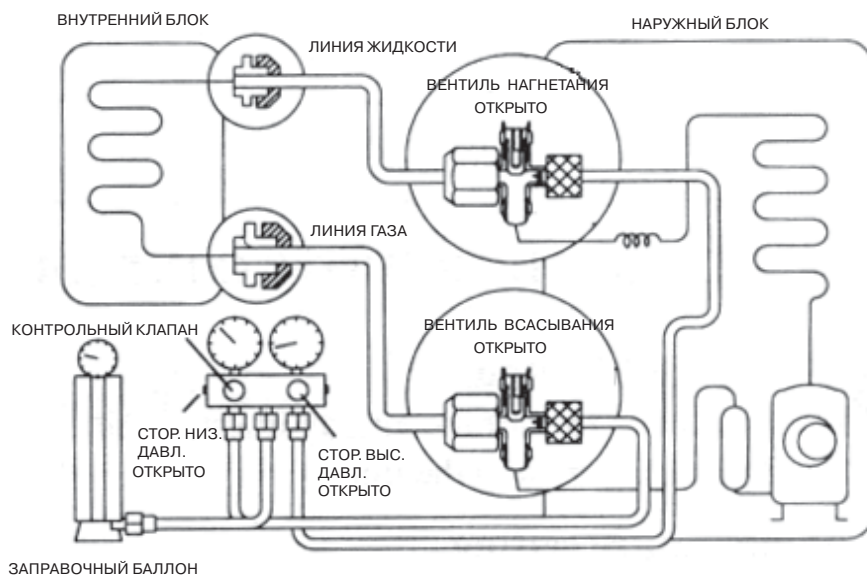 ВНУТРЕННИЙ БЛОК
НАРУЖНЫЙ БЛОК
ЛИНИЯ ЖИДКОСТИ
ВЕНТИЛЬ НАГНЕТАНИЯ
ОТКРЫТО
ЛИНИЯ ГАЗА
КОНТРОЛЬНЫЙ КЛАПАН
ВЕНТИЛЬ ВСАСЫВАНИЯ
ОТКРЫТО
СТОР. НИЗ.
ДАВЛ.
ОТКРЫТО
СТОР. ВЫС.
ДАВЛ.
ОТКРЫТО
ЗАПРАВОЧНЫЙ БАЛЛОН